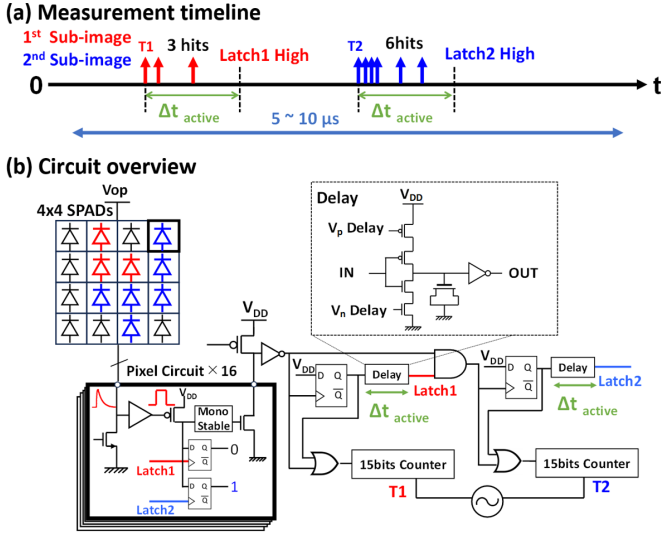 (a) Measurement timeline
1st Sub-image
2nd Sub-image
T1
3 hits
Latch1 High
T2
6hits
Latch2 High
0
t
Δt active
Δt active
5 ~ 10 µs
(b) Circuit overview
Vop
4x4 SPADs
Delay
VDD
Vp Delay
IN
OUT
Vn Delay
VDD
Pixel Circuit × 16
VDD
Mono
Stable
D Q
Q
0
Latch1
D Q
Q
1
Latch2
VDD
D Q
Q
Delay
Latch1
Δt active
VDD
D Q
Q
Delay
Latch2
Δt active
15bits Counter
T1
15bits Counter
T2